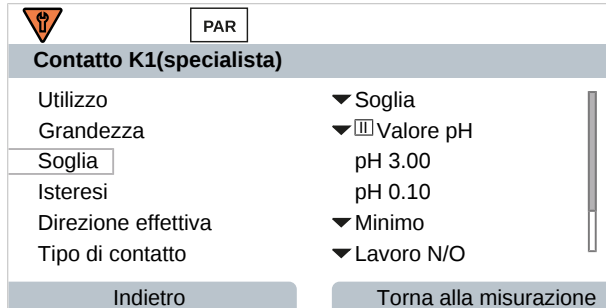 PAR
Contatto K1(specialista)
Utilizzo Soglia
Grandezza II Valore pH
Soglia pH 3.00
Isteresi pH 0.10
Direzione effettiva Minimo
Tipo di contatto Lavoro N/O
Indietro Torna alla misurazione